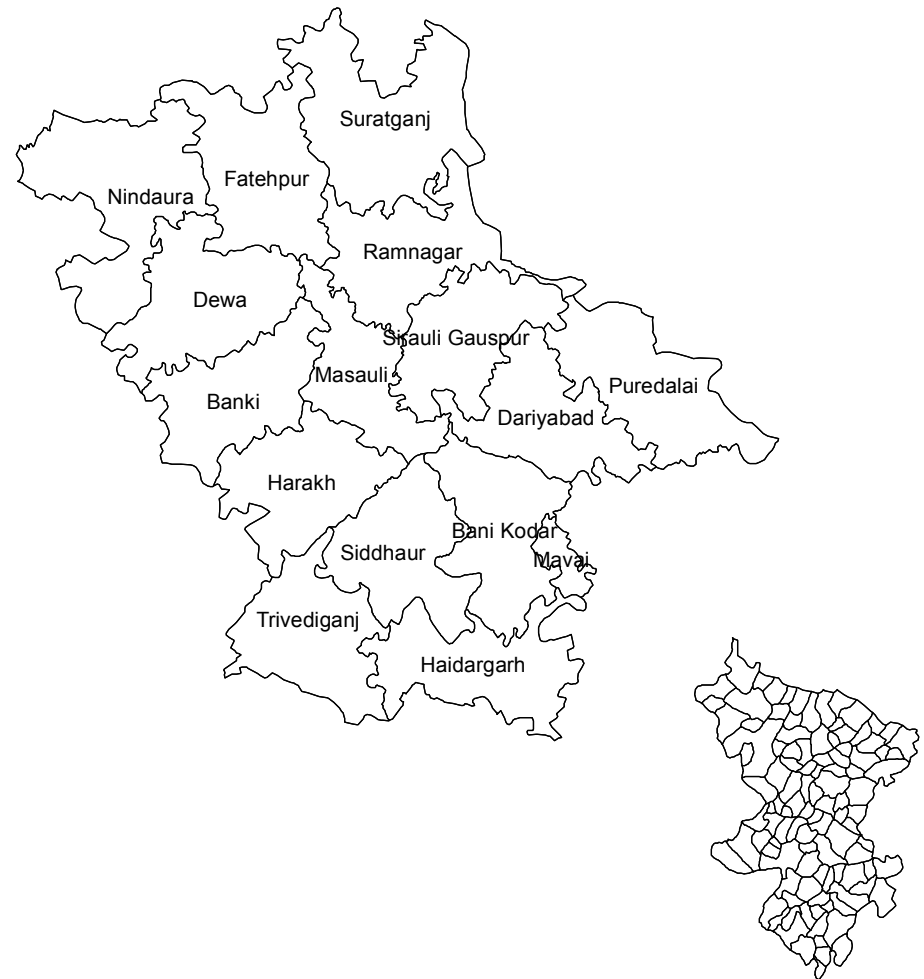 Suratganj
Fatehpur
Nindaura
Ramnagar
Dewa
Sirauli Gauspur
Masauli
Puredalai
Banki
Dariyabad
Harakh
Bani Kodar
Siddhaur
Mavai
Trivediganj
Haidargarh